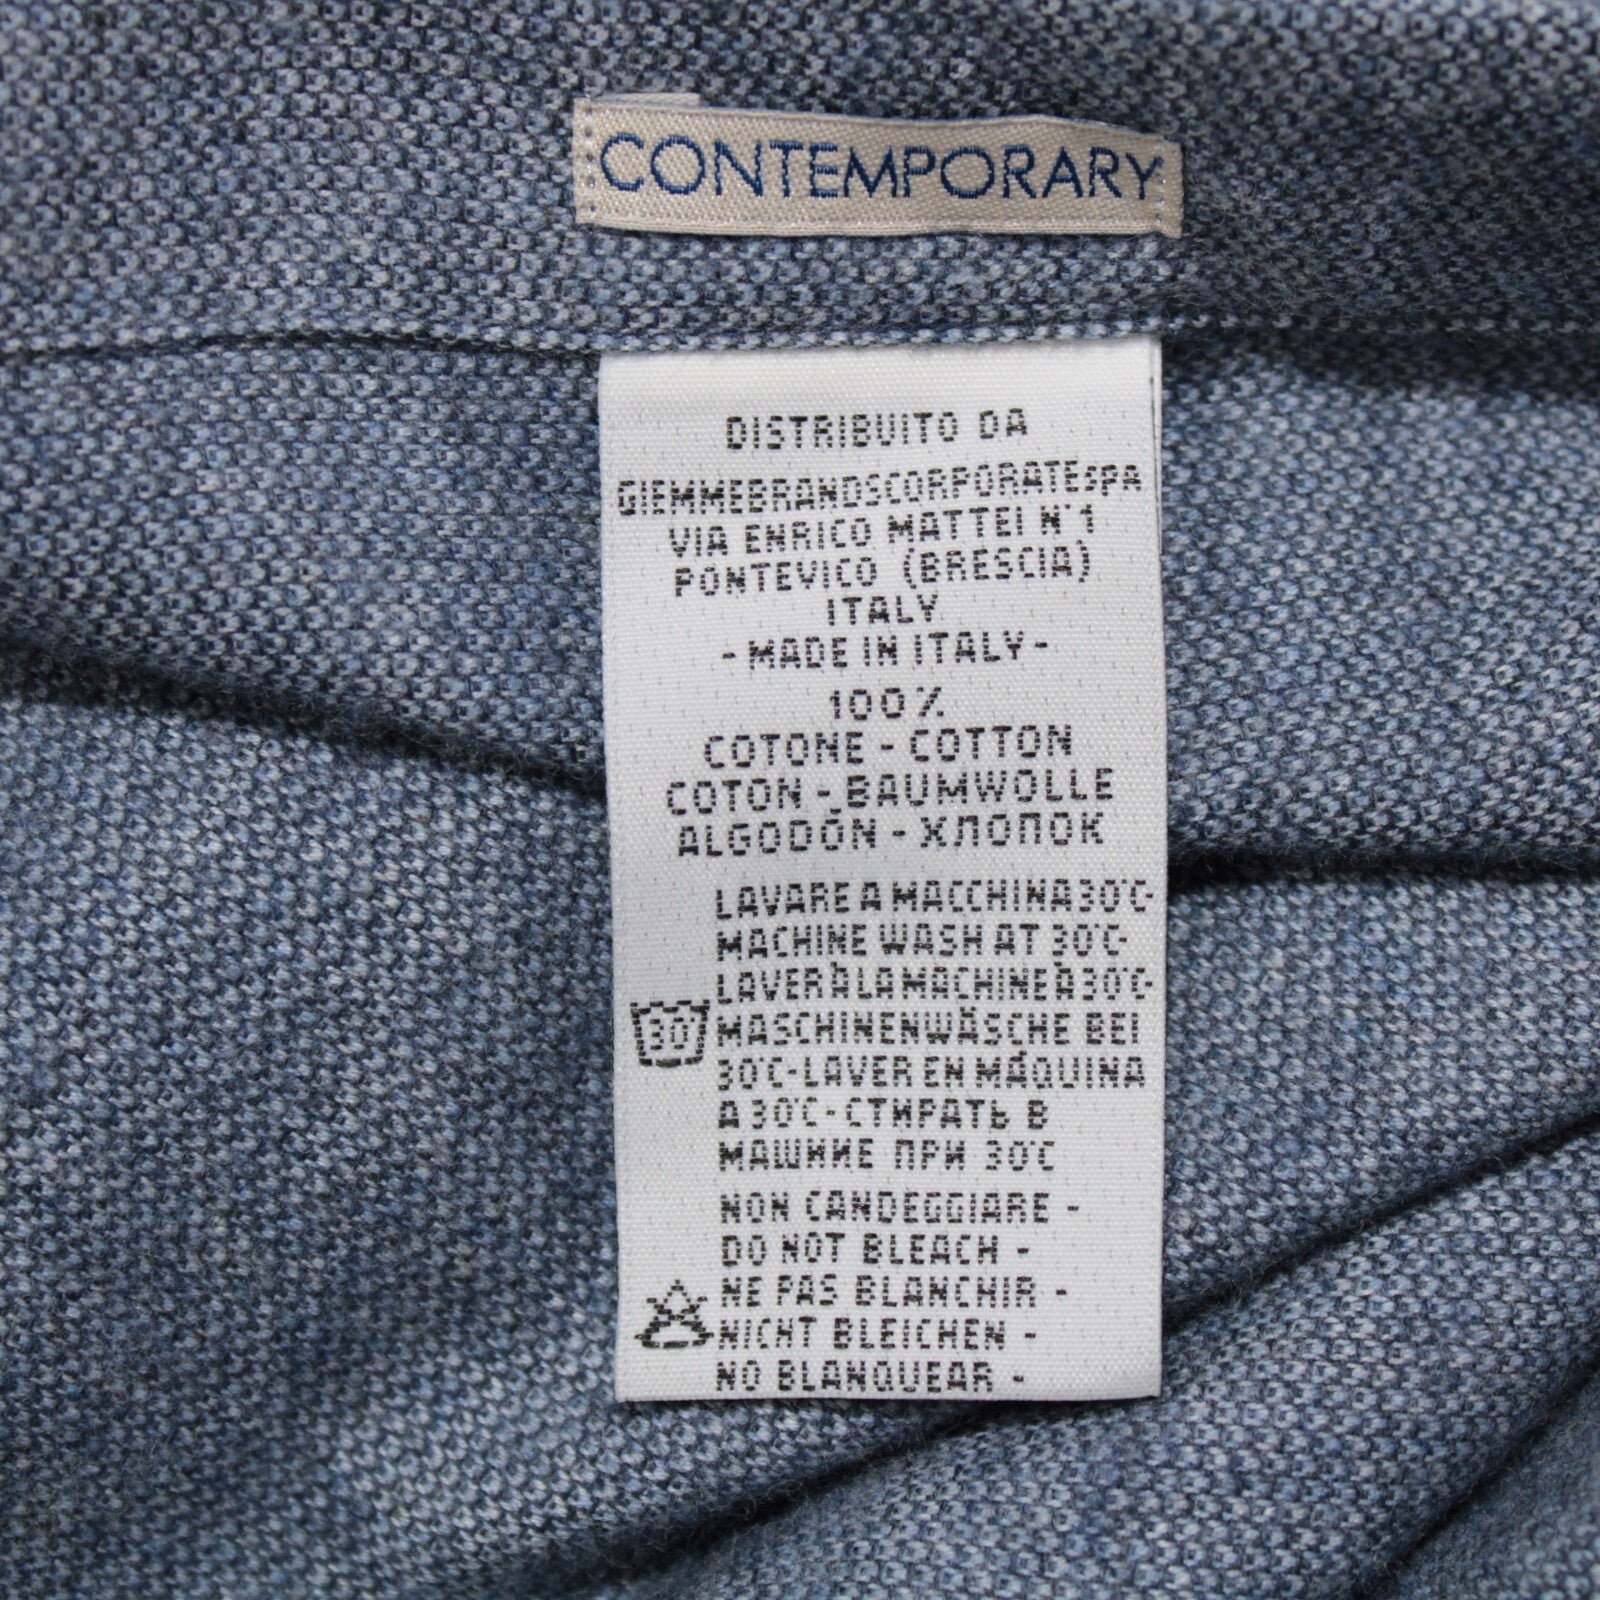 CONTEMPORARY
DISTRIBUITO DA
GIEMMEBRANDSCORPORATESPA
VIA ENRICO MATTEI N°1
PONTEVICO (BRESCIA)
ITALY
- MADE IN ITALY -
100%
COTONE - COTTON
COTON - BAUMWOLLE
ALGODÓN - ХЛОПОК
LAVARE A MACCHINA 30°C-
MACHINE WASH AT 30°C-
LAVER À LA MACHINE À 30°C-
30° MASCHINENWÄSCHE BEI
30°C-LAVER EN MÁQUINA
A 30°C- СТИРАТЬ В
МАШИНЕ ПРИ 30°C
NON CANDEGGIARE -
DO NOT BLEACH -
NE PAS BLANCHIR -
NICHT BLEICHEN -
NO BLANQUEAR -